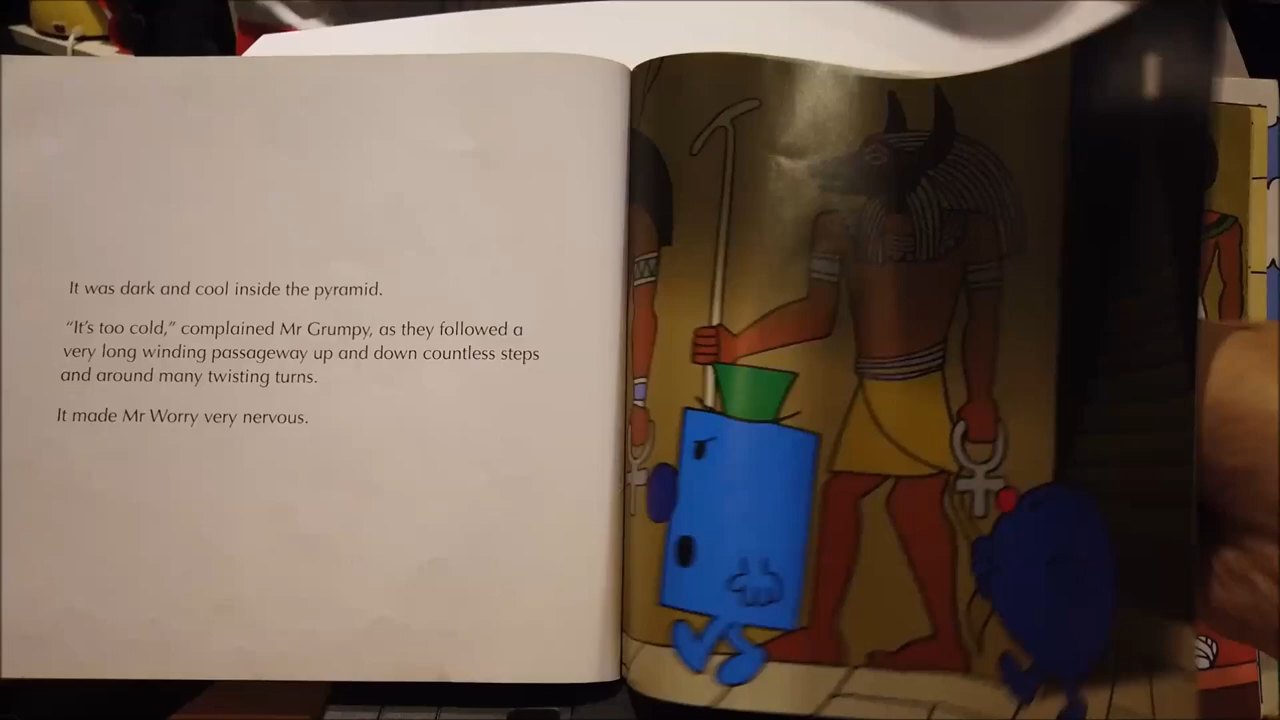 It was dark and cool inside the pyramid.
“It’s too cold,” complained Mr Grumpy, as they followed a
very long winding passageway up and down countless steps
and around many twisting turns.
It made Mr Worry very nervous.